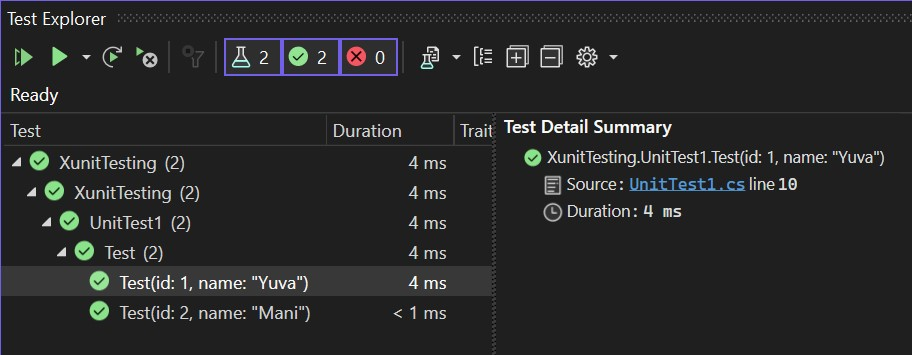 Test Explorer
2 2 0
Ready
Test Duration Trait
XunitTesting (2) 4 ms
XunitTesting (2) 4 ms
UnitTest1 (2) 4 ms
Test (2) 4 ms
Test(id: 1, name: "Yuva") 4 ms
Test(id: 2, name: "Mani") < 1 ms
Test Detail Summary
XunitTesting.UnitTest1.Test(id: 1, name: "Yuva")
Source: UnitTest1.cs line 10
Duration: 4 ms